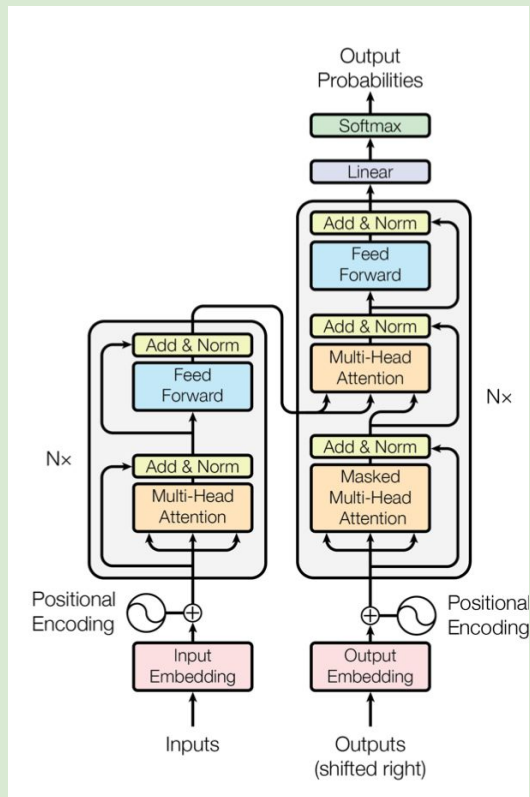 Output
Probabilities
Softmax
Linear
Add & Norm
Feed
Forward
Add & Norm
Multi-Head
Attention
Add & Norm
Masked
Multi-Head
Attention
N×
Add & Norm
Feed
Forward
Add & Norm
Multi-Head
Attention
N×
Positional
Encoding
Positional
Encoding
Input
Embedding
Output
Embedding
Inputs
Outputs
(shifted right)